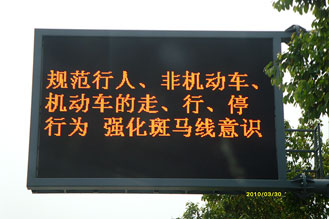 规范行人、非机动车、
机动车的走、行、停
行为 强化斑马线意识
2010/03/30